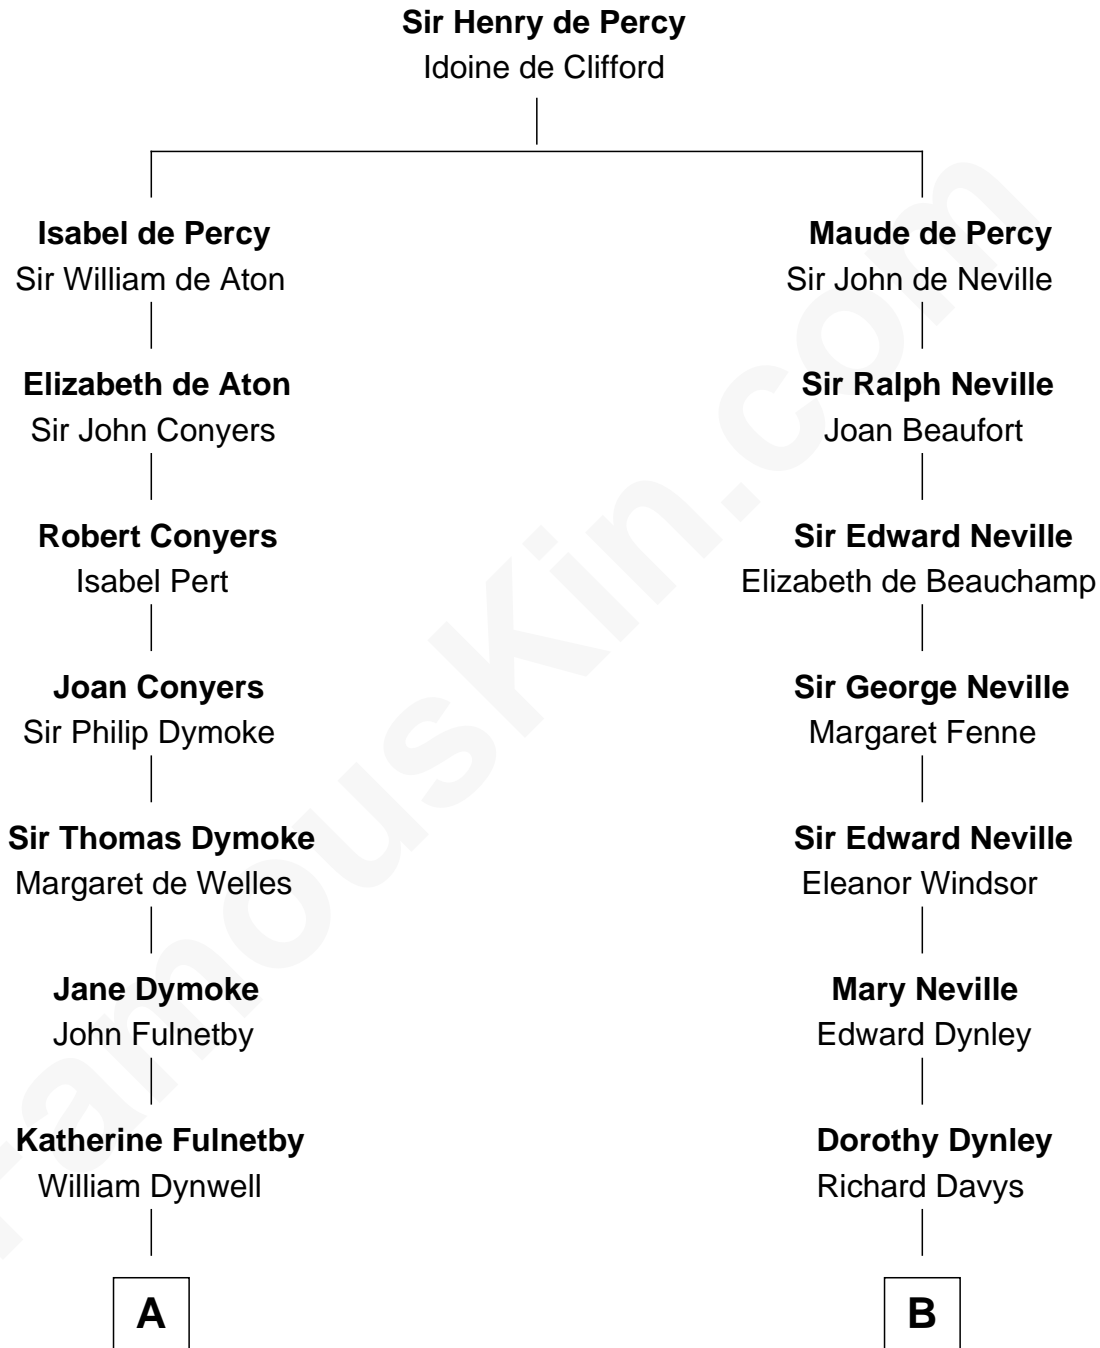 Sir Henry de Percy
Idoine de Clifford
Isabel de Percy
Sir William de Aton
Maude de Percy
Sir John de Neville
Elizabeth de Aton
Sir John Conyers
Sir Ralph Neville
Joan Beaufort
Robert Conyers
Isabel Pert
Sir Edward Neville
Elizabeth de Beauchamp
Joan Conyers
Sir Philip Dymoke
Sir George Neville
Margaret Fenne
Sir Thomas Dymoke
Margaret de Welles
Sir Edward Neville
Eleanor Windsor
Jane Dymoke
John Fulnetby
Mary Neville
Edward Dynley
Katherine Fulnetby
William Dynwell
Dorothy Dynley
Richard Davys
A
B
FamousKin.com